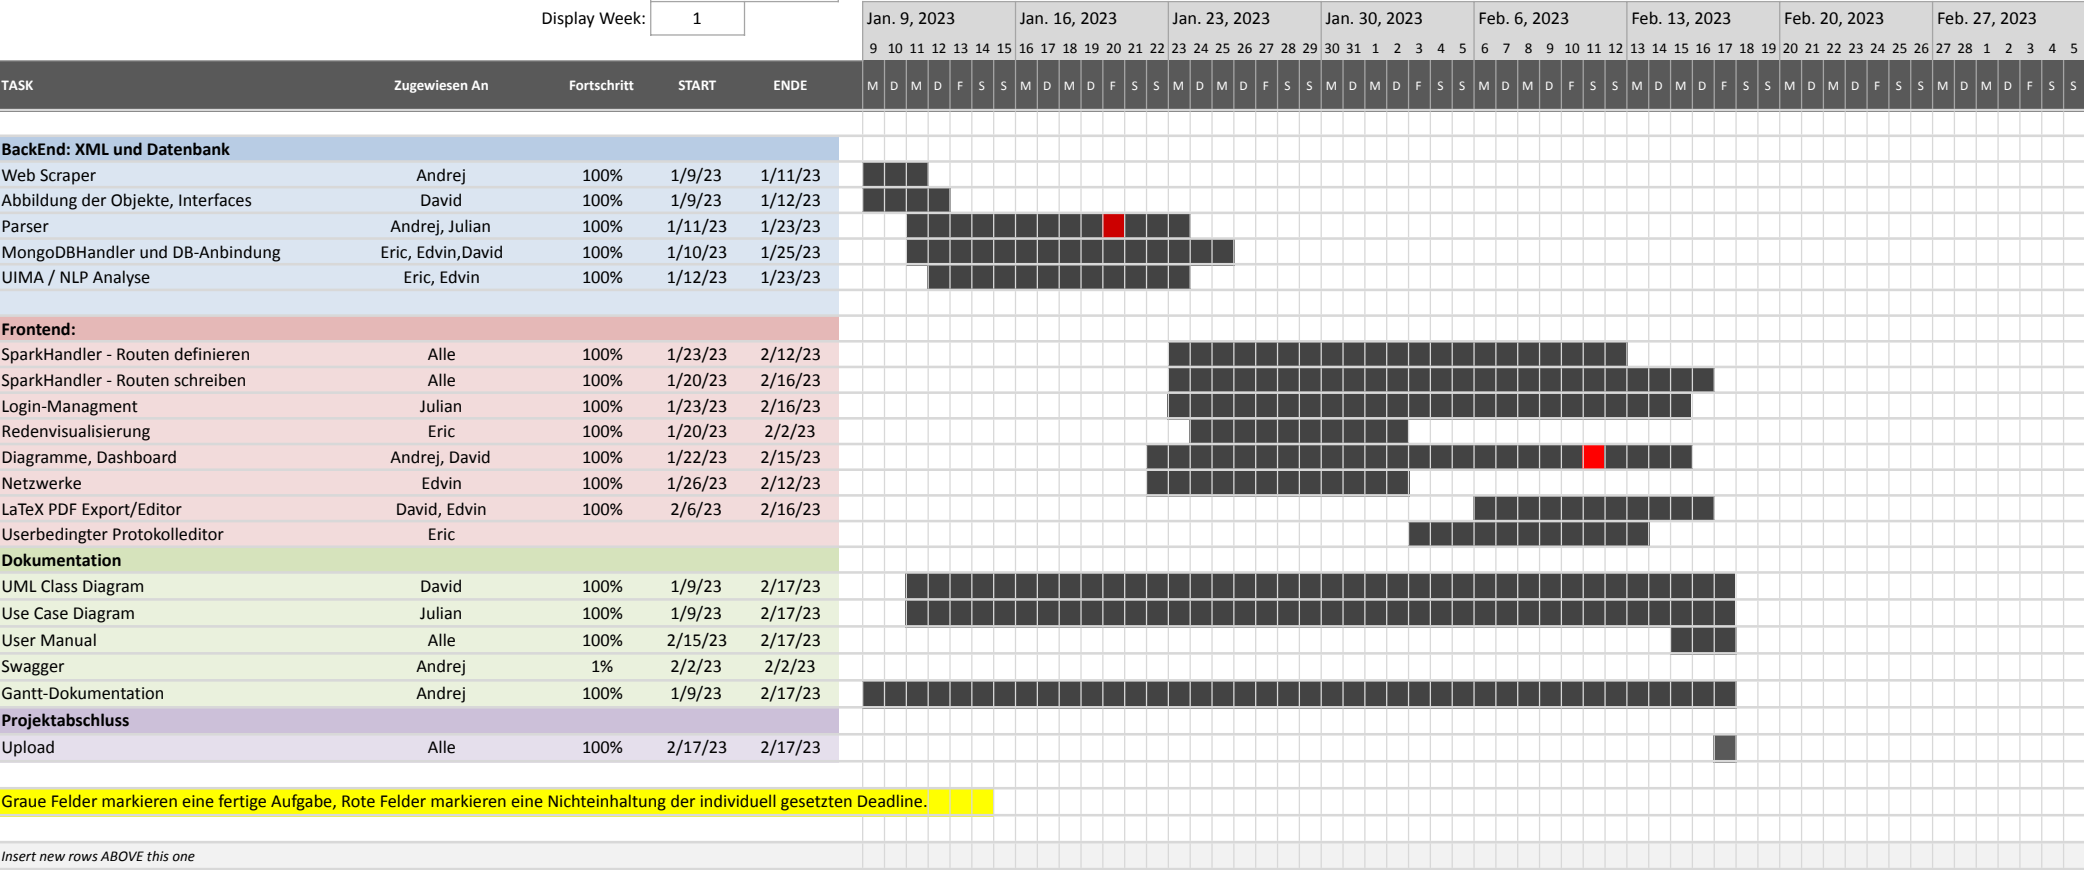 Display Week: 1 Jan. 9, 2023 Jan. 16, 2023 Jan. 23, 2023 Jan. 30, 2023 Feb. 6, 2023 Feb. 13, 2023 Feb. 20, 2023 Feb. 27, 2023
9 10 11 12 13 14 15 16 17 18 19 20 21 22 23 24 25 26 27 28 29 30 31 1 2 3 4 5 6 7 8 9 10 11 12 13 14 15 16 17 18 19 20 21 22 23 24 25 26 27 28 1 2 3 4 5
TASK Zugewiesen An Fortschritt START ENDE M D M D F S S M D M D F S S M D M D F S S M D M D F S S M D M D F S S M D M D F S S M D M D F S S M D M D F S S
BackEnd: XML und Datenbank
Web Scraper Andrej 100% 1/9/23 1/11/23
Abbildung der Objekte, Interfaces David 100% 1/9/23 1/12/23
Parser Andrej, Julian 100% 1/11/23 1/23/23
MongoDBHandler und DB-Anbindung Eric, Edvin,David 100% 1/10/23 1/25/23
UIMA / NLP Analyse Eric, Edvin 100% 1/12/23 1/23/23
Frontend:
SparkHandler - Routen definieren Alle 100% 1/23/23 2/12/23
SparkHandler - Routen schreiben Alle 100% 1/20/23 2/16/23
Login-Managment Julian 100% 1/23/23 2/16/23
Redenvisualisierung Eric 100% 1/20/23 2/2/23
Diagramme, Dashboard Andrej, David 100% 1/22/23 2/15/23
Netzwerke Edvin 100% 1/26/23 2/12/23
LaTeX PDF Export/Editor David, Edvin 100% 2/6/23 2/16/23
Userbedingter Protokolleditor Eric
Dokumentation
UML Class Diagram David 100% 1/9/23 2/17/23
Use Case Diagram Julian 100% 1/9/23 2/17/23
User Manual Alle 100% 2/15/23 2/17/23
Swagger Andrej 1% 2/2/23 2/2/23
Gantt-Dokumentation Andrej 100% 1/9/23 2/17/23
Projektabschluss
Upload Alle 100% 2/17/23 2/17/23
Graue Felder markieren eine fertige Aufgabe, Rote Felder markieren eine Nichteinhaltung der individuell gesetzten Deadline.
Insert new rows ABOVE this one